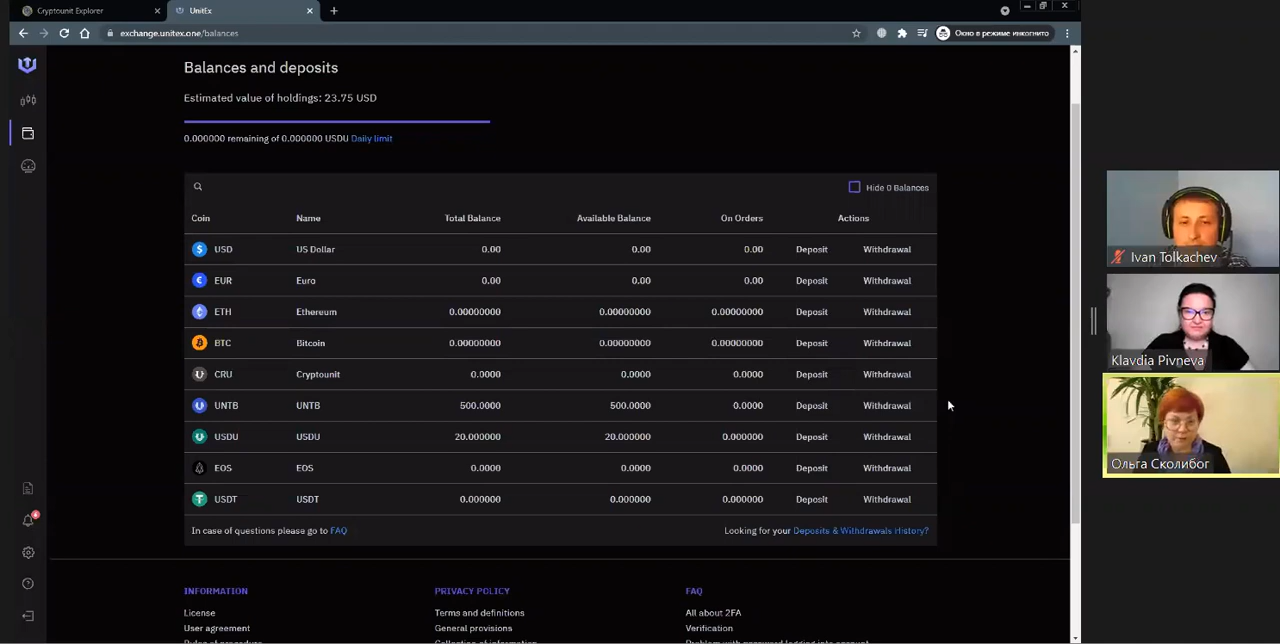 Cryptounit Explorer
UnitEx
exchange.unitex.one/balances
Окно в режиме инкогнито
Balances and deposits
Estimated value of holdings: 23.75 USD
0.000000 remaining of 0.000000 USDU Daily limit
Hide 0 Balances
Coin Name Total Balance Available Balance On Orders Actions
USD US Dollar 0.00 0.00 0.00 Deposit Withdrawal
EUR Euro 0.00 0.00 0.00 Deposit Withdrawal
ETH Ethereum 0.00000000 0.00000000 0.00000000 Deposit Withdrawal
BTC Bitcoin 0.00000000 0.00000000 0.00000000 Deposit Withdrawal
CRU Cryptounit 0.0000 0.0000 0.0000 Deposit Withdrawal
UNTB UNTB 500.0000 500.0000 0.0000 Deposit Withdrawal
USDU USDU 20.000000 20.000000 0.000000 Deposit Withdrawal
EOS EOS 0.0000 0.0000 0.0000 Deposit Withdrawal
USDT USDT 0.000000 0.000000 0.000000 Deposit Withdrawal
In case of questions please go to FAQ
Looking for your Deposits & Withdrawals History?
INFORMATION PRIVACY POLICY FAQ
License Terms and definitions All about 2FA
User agreement General provisions Verification
Ivan Tolkachev
Klavdia Pivneva
Ольга Сколибог